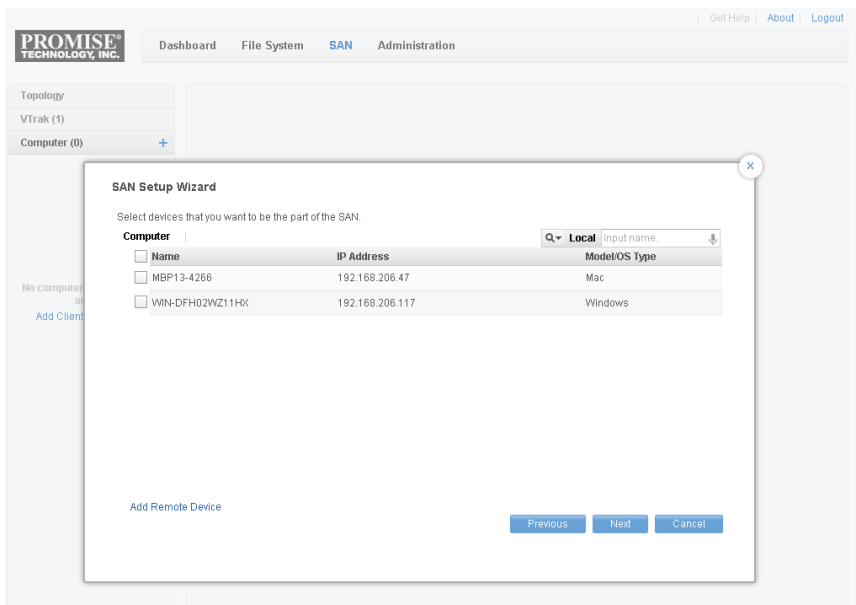 Get Help | About | Logout
PROMISE®
TECHNOLOGY, INC.
Dashboard File System SAN Administration
Topology
VTrak (1)
Computer (0) +
x
SAN Setup Wizard
Select devices that you want to be the part of the SAN.
Computer
Local Input name.
Name IP Address Model/OS Type
MBP13-4266 192.168.206.47 Mac
WIN-DFH02WZ11HX 192.168.206.117 Windows
No computer
Add Client
Add Remote Device
Previous Next Cancel